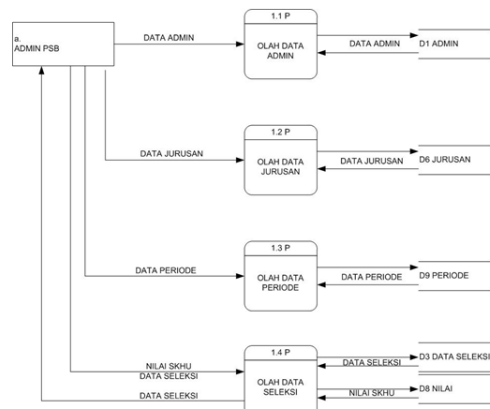 a.
ADMIN PSB
DATA ADMIN
1.1 P
OLAH DATA
ADMIN
DATA ADMIN
D1 ADMIN
DATA JURUSAN
1.2 P
OLAH DATA
JURUSAN
DATA JURUSAN
D6 JURUSAN
DATA PERIODE
1.3 P
OLAH DATA
PERIODE
DATA PERIODE
D9 PERIODE
NILAI SKHU
DATA SELEKSI
DATA SELEKSI
1.4 P
OLAH DATA
SELEKSI
DATA SELEKSI
D3 DATA SELEKSI
NILAI SKHU
D8 NILAI